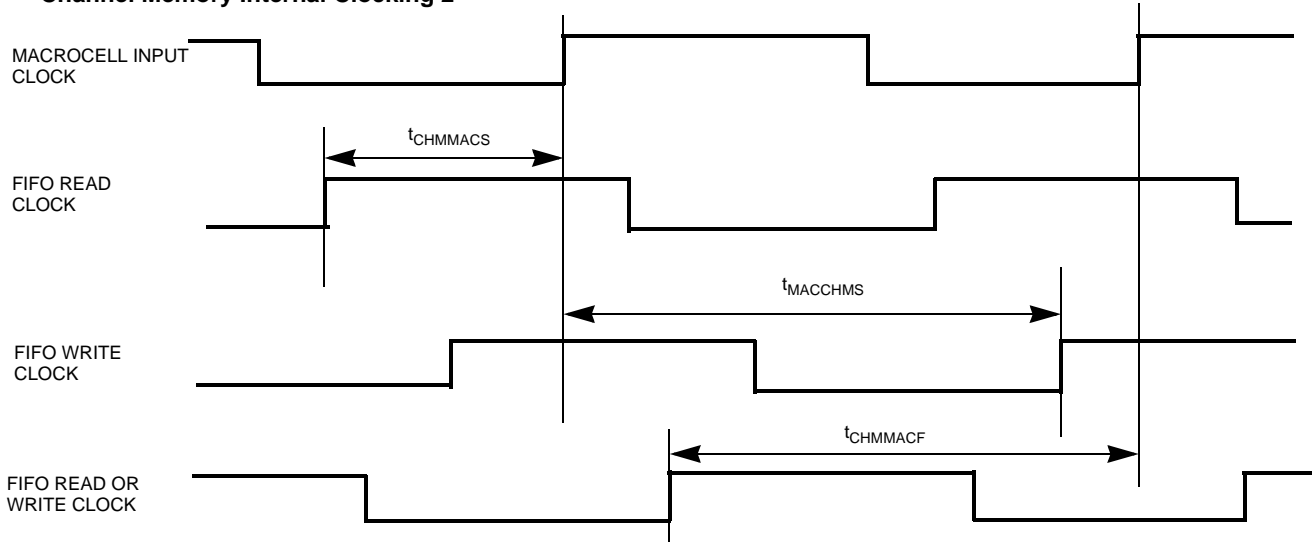 Channel Memory Internal Clocking 2
MACROCELL INPUT
CLOCK
tCHMMACS
FIFO READ
CLOCK
tMACCHMS
FIFO WRITE
CLOCK
tCHMMACF
FIFO READ OR
WRITE CLOCK